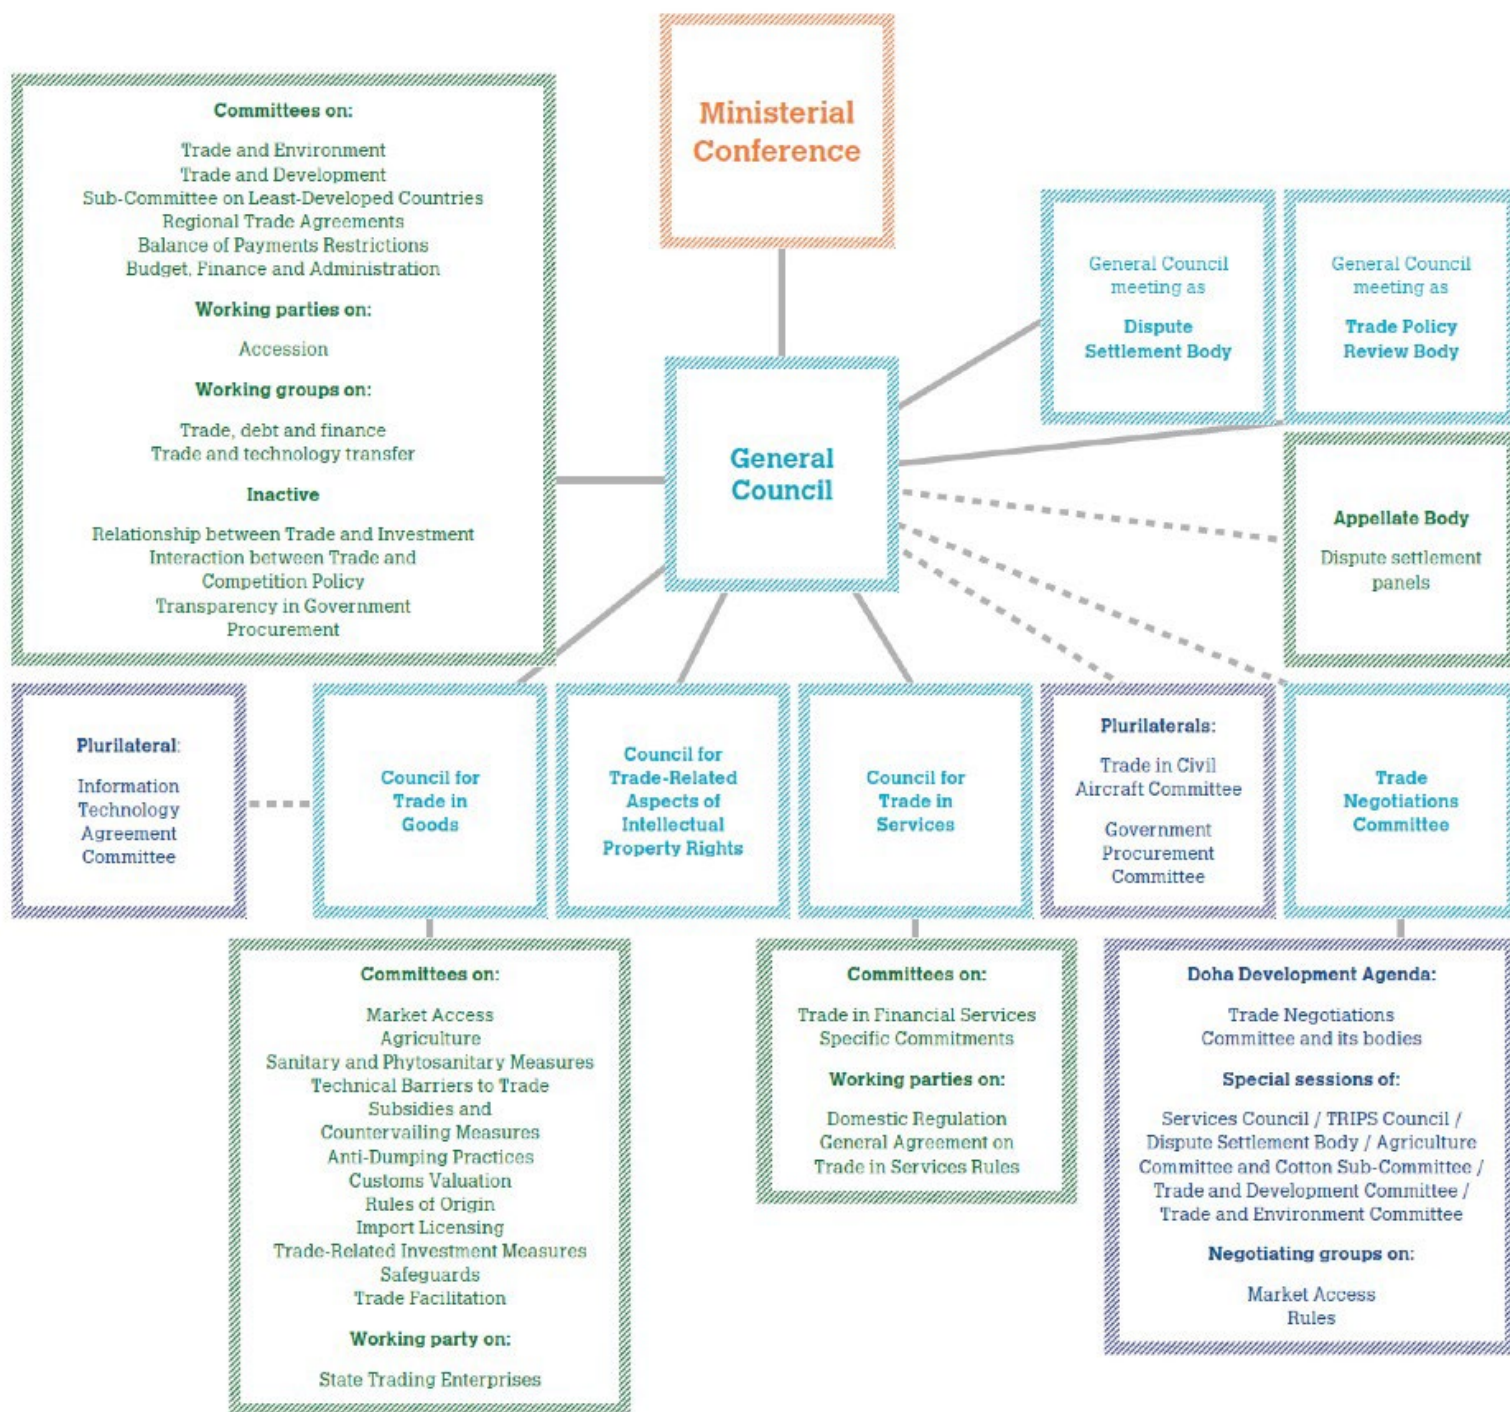 Ministerial
Conference
Committees on:
Trade and Environment
Trade and Development
Sub-Committee on Least-Developed Countries
Regional Trade Agreements
Balance of Payments Restrictions
Budget, Finance and Administration
Working parties on:
Accession
Working groups on:
Trade, debt and finance
Trade and technology transfer
Inactive
Relationship between Trade and Investment
Interaction between Trade and
Competition Policy
Transparency in Government
Procurement
General
Council
General Council
meeting as
Dispute
Settlement Body
General Council
meeting as
Trade Policy
Review Body
Appellate Body
Dispute settlement
panels
Plurilateral:
Information
Technology
Agreement
Committee
Council for
Trade in
Goods
Council for
Trade-Related
Aspects of
Intellectual
Property Rights
Council for
Trade in
Services
Plurilaterals:
Trade in Civil
Aircraft Committee
Government
Procurement
Committee
Trade
Negotiations
Committee
Committees on:
Market Access
Agriculture
Sanitary and Phytosanitary Measures
Technical Barriers to Trade
Subsidies and
Countervailing Measures
Anti-Dumping Practices
Customs Valuation
Rules of Origin
Import Licensing
Trade-Related Investment Measures
Safeguards
Trade Facilitation
Working party on:
State Trading Enterprises
Committees on:
Trade in Financial Services
Specific Commitments
Working parties on:
Domestic Regulation
General Agreement on
Trade in Services Rules
Doha Development Agenda:
Trade Negotiations
Committee and its bodies
Special sessions of:
Services Council / TRIPS Council /
Dispute Settlement Body / Agriculture
Committee and Cotton Sub-Committee /
Trade and Development Committee /
Trade and Environment Committee
Negotiating groups on:
Market Access
Rules